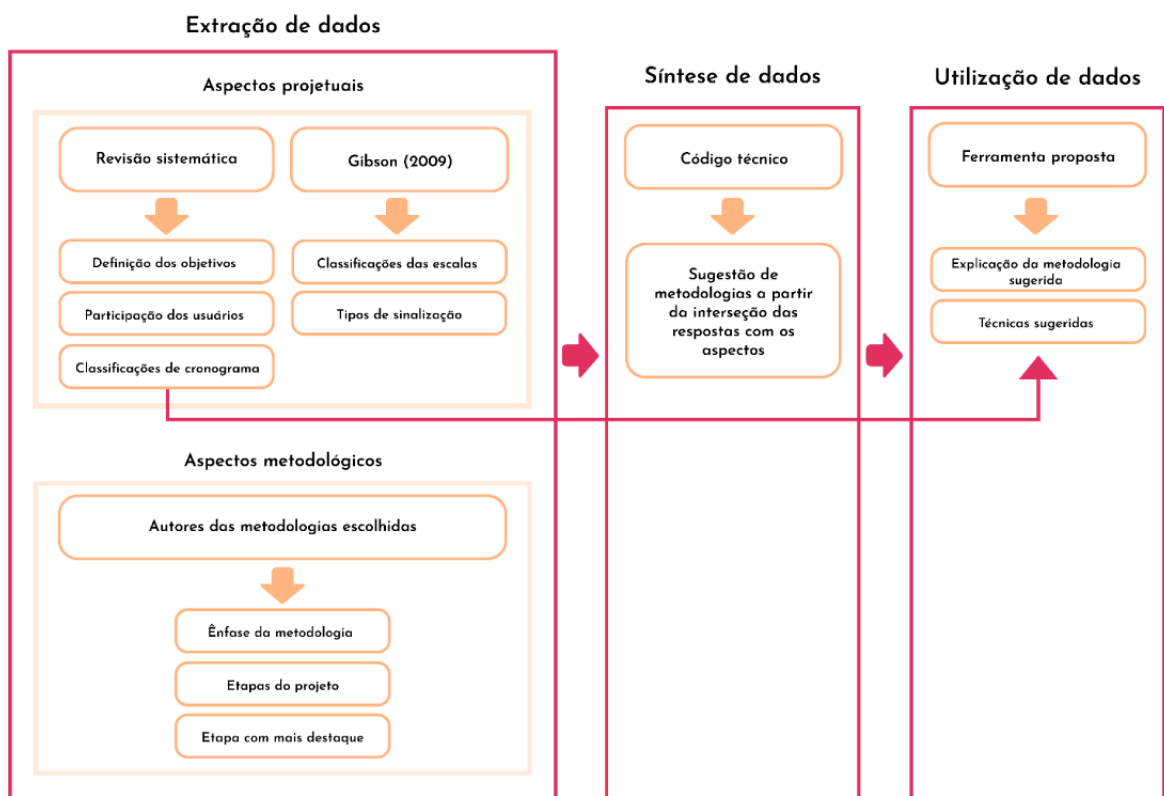 Extração de dados
Aspectos projetuais
Revisão sistemática
Definição dos objetivos
Participação dos usuários
Classificações de cronograma
Gibson (2009)
Classificações das escalas
Tipos de sinalização
Aspectos metodológicos
Autores das metodologias escolhidas
Ênfase da metodologia
Etapas do projeto
Etapa com mais destaque
Síntese de dados
Código técnico
Sugestão de
metodologias a partir
da interseção das
respostas com os
aspectos
Utilização de dados
Ferramenta proposta
Explicação da metodologia
sugerida
Técnicas sugeridas